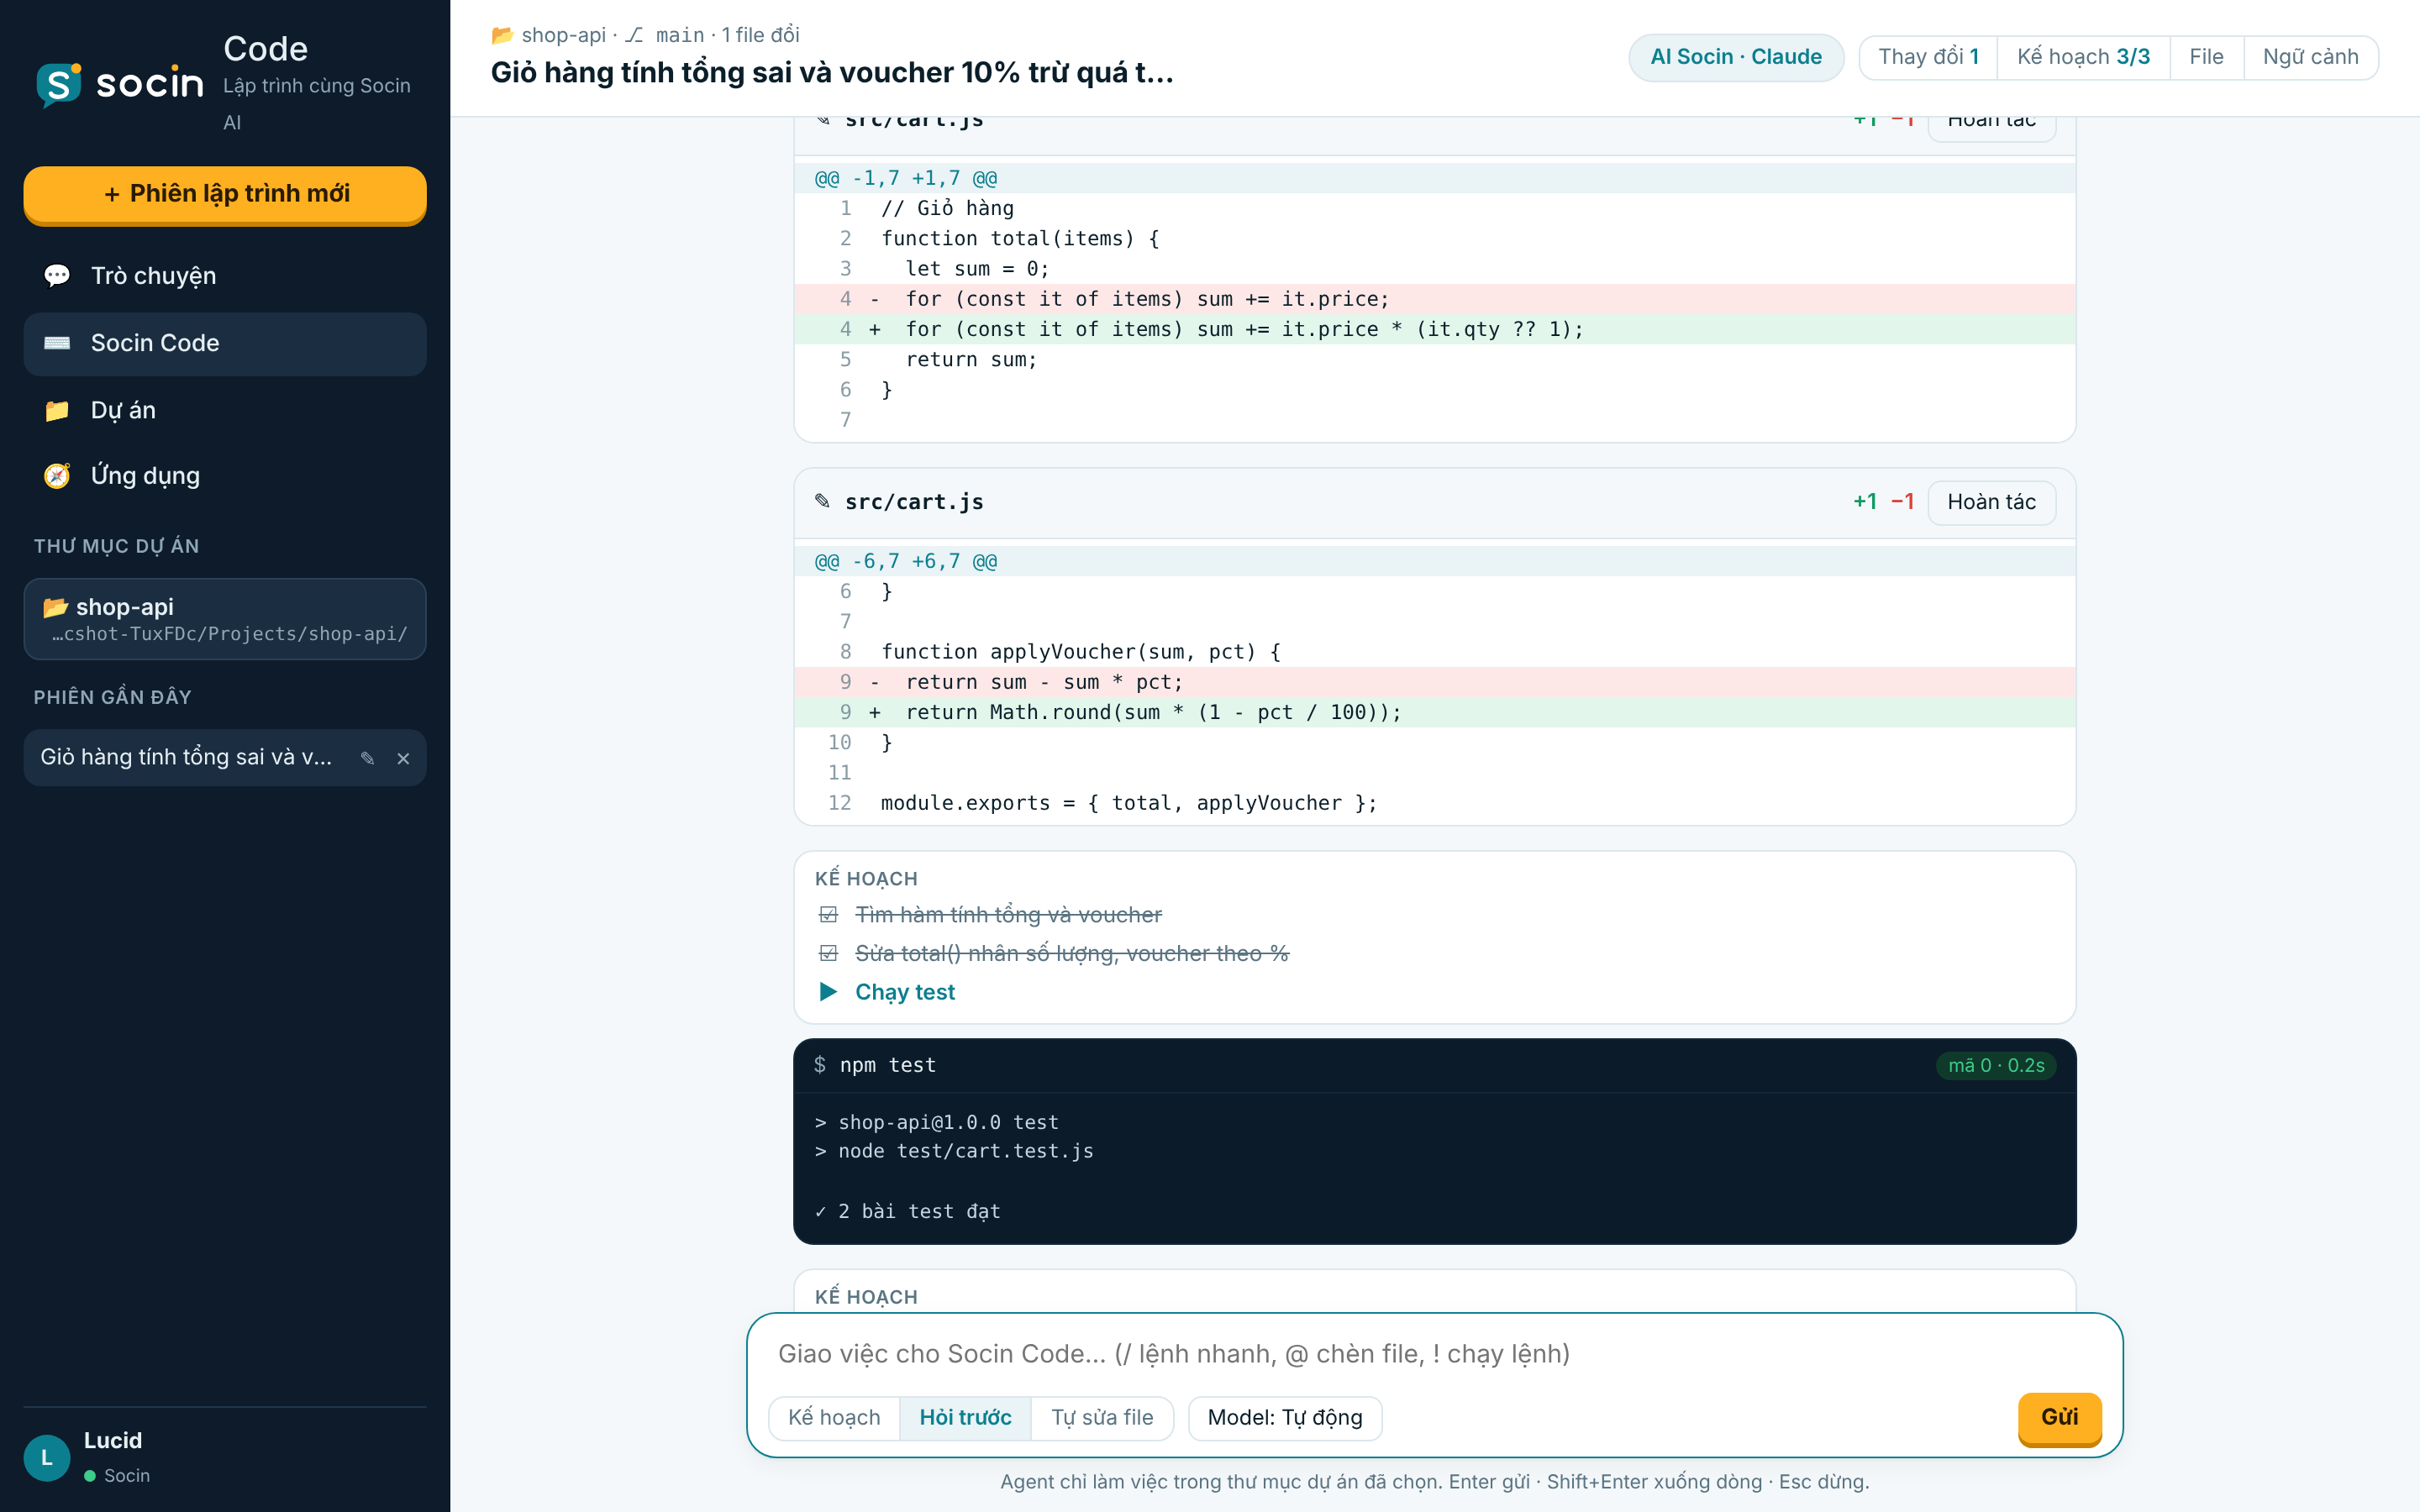 socin
Code
Lập trình cùng Socin
AI
+ Phiên lập trình mới
Trò chuyện
Socin Code
Dự án
Ứng dụng
THƯ MỤC DỰ ÁN
shop-api
…cshot-TuxFDc/Projects/shop-api/
PHIÊN GẦN ĐÂY
Giỏ hàng tính tổng sai và v… ✎ ×
L
Lucid
Socin
shop-api · ⎇ main · 1 file đổi
Giỏ hàng tính tổng sai và voucher 10% trừ quá t…
AI Socin · Claude
Thay đổi 1
Kế hoạch 3/3
File
Ngữ cảnh
✎ src/cart.js +1 −1 Hoàn tác
@@ -1,7 +1,7 @@
1 // Giỏ hàng
2 function total(items) {
3 let sum = 0;
4 - for (const it of items) sum += it.price;
4 + for (const it of items) sum += it.price * (it.qty ?? 1);
5 return sum;
6 }
7
✎ src/cart.js +1 −1 Hoàn tác
@@ -6,7 +6,7 @@
6 }
7
8 function applyVoucher(sum, pct) {
9 - return sum - sum * pct;
9 + return Math.round(sum * (1 - pct / 100));
10 }
11
12 module.exports = { total, applyVoucher };
KẾ HOẠCH
☑ Tìm hàm tính tổng và voucher
☑ Sửa total() nhân số lượng, voucher theo %
▶ Chạy test
$ npm test mã 0 · 0.2s
> shop-api@1.0.0 test
> node test/cart.test.js
✓ 2 bài test đạt
KẾ HOẠCH
Giao việc cho Socin Code… (/ lệnh nhanh, @ chèn file, ! chạy lệnh)
Kế hoạch
Hỏi trước
Tự sửa file
Model: Tự động
Gửi
Agent chỉ làm việc trong thư mục dự án đã chọn. Enter gửi · Shift+Enter xuống dòng · Esc dừng.